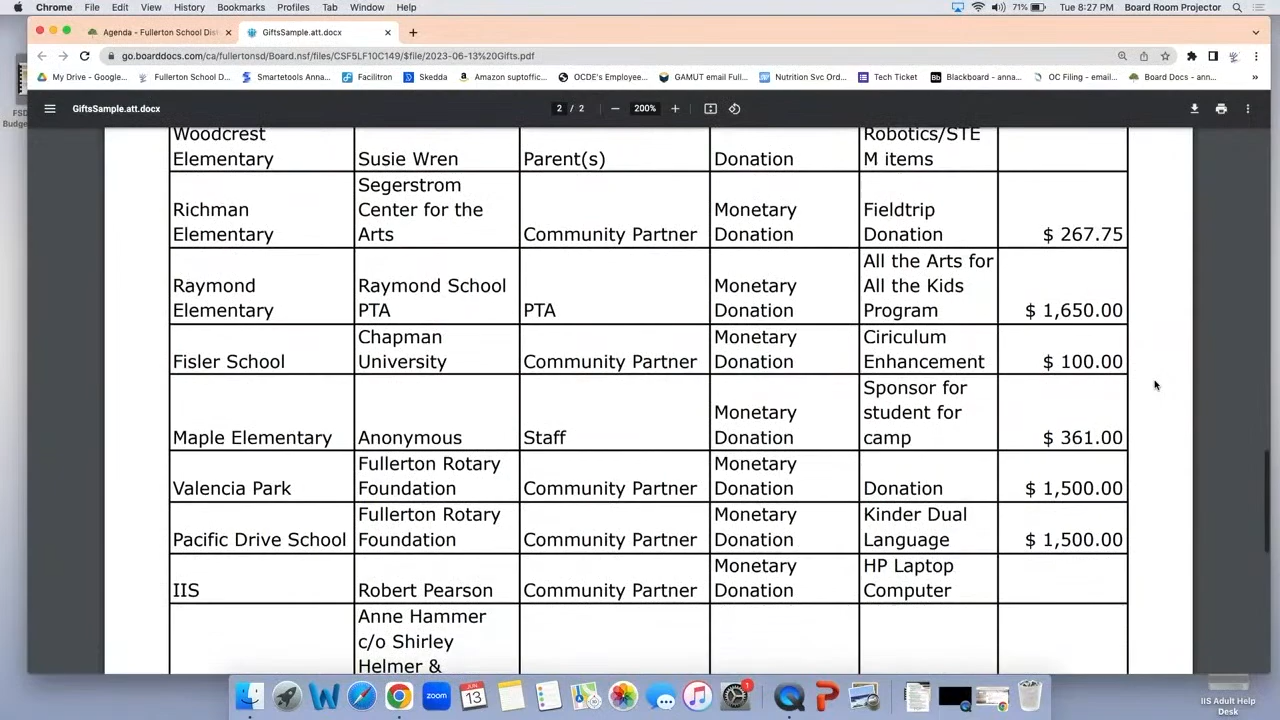 Chrome File Edit View History Bookmarks Profiles Tab Window Help 71% Tue 8:27 PM Board Room Projector
Agenda - Fullerton School Dis
GiftsSample.att.docx
go.boarddocs.com/ca/fullertonsd/Board.nsf/files/CSF5LF10C149/$file/2023-06-13%20Gifts.pdf
My Drive - Google... Fullerton School D... Smartetools Anna... Facilitron Skedda Amazon suptoffic... OCDE's Employee... GAMUT email Full... Nutrition Svc Ord... Tech Ticket Blackboard - anna... OC Filing - email... Board Docs - ann...
GiftsSample.att.docx 2 / 2 200%
FSD
Budge
Woodcrest
Elementary
Susie Wren
Parent(s)
Donation
Robotics/STE
M items
Richman
Elementary
Segerstrom
Center for the
Arts
Community Partner
Monetary
Donation
Fieldtrip
Donation
$ 267.75
Raymond
Elementary
Raymond School
PTA
PTA
Monetary
Donation
All the Arts for
All the Kids
Program
$ 1,650.00
Fisler School
Chapman
University
Community Partner
Monetary
Donation
Ciriculum
Enhancement
$ 100.00
Maple Elementary
Anonymous
Staff
Monetary
Donation
Sponsor for
student for
camp
$ 361.00
Valencia Park
Fullerton Rotary
Foundation
Community Partner
Monetary
Donation
Donation
$ 1,500.00
Pacific Drive School
Fullerton Rotary
Foundation
Community Partner
Monetary
Donation
Kinder Dual
Language
$ 1,500.00
IIS
Robert Pearson
Community Partner
Monetary
Donation
HP Laptop
Computer
Anne Hammer
c/o Shirley
Helmer &
zoom
JUN
13
1
IIS Adult Help
Desk